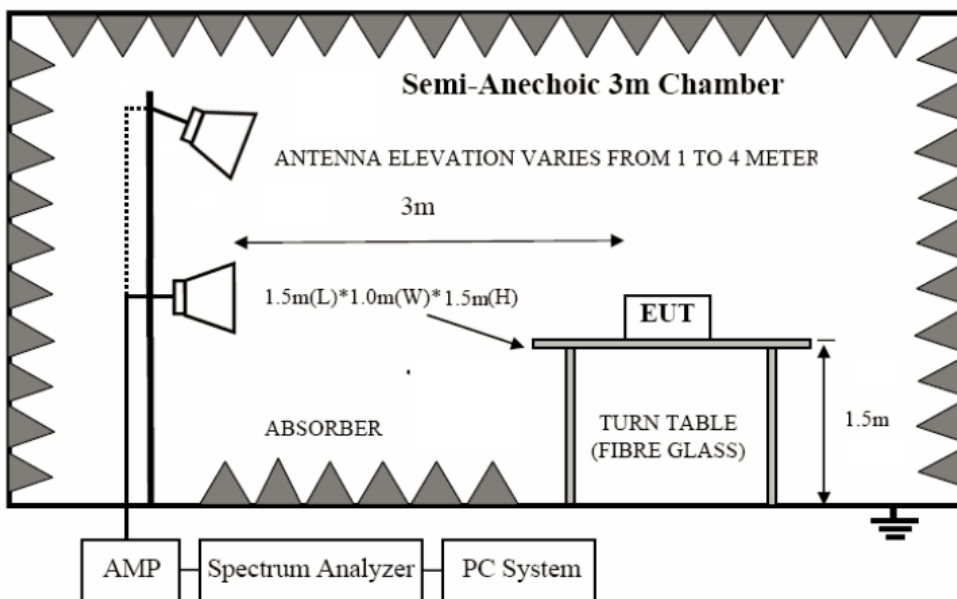 Semi-Anechoic 3m Chamber
ANTENNA ELEVATION VARIES FROM 1 TO 4 METER
3m
1.5m(L)*1.0m(W)*1.5m(H)
EUT
ABSORBER
TURN TABLE
(FIBRE GLASS)
1.5m
AMP
Spectrum Analyzer
PC System